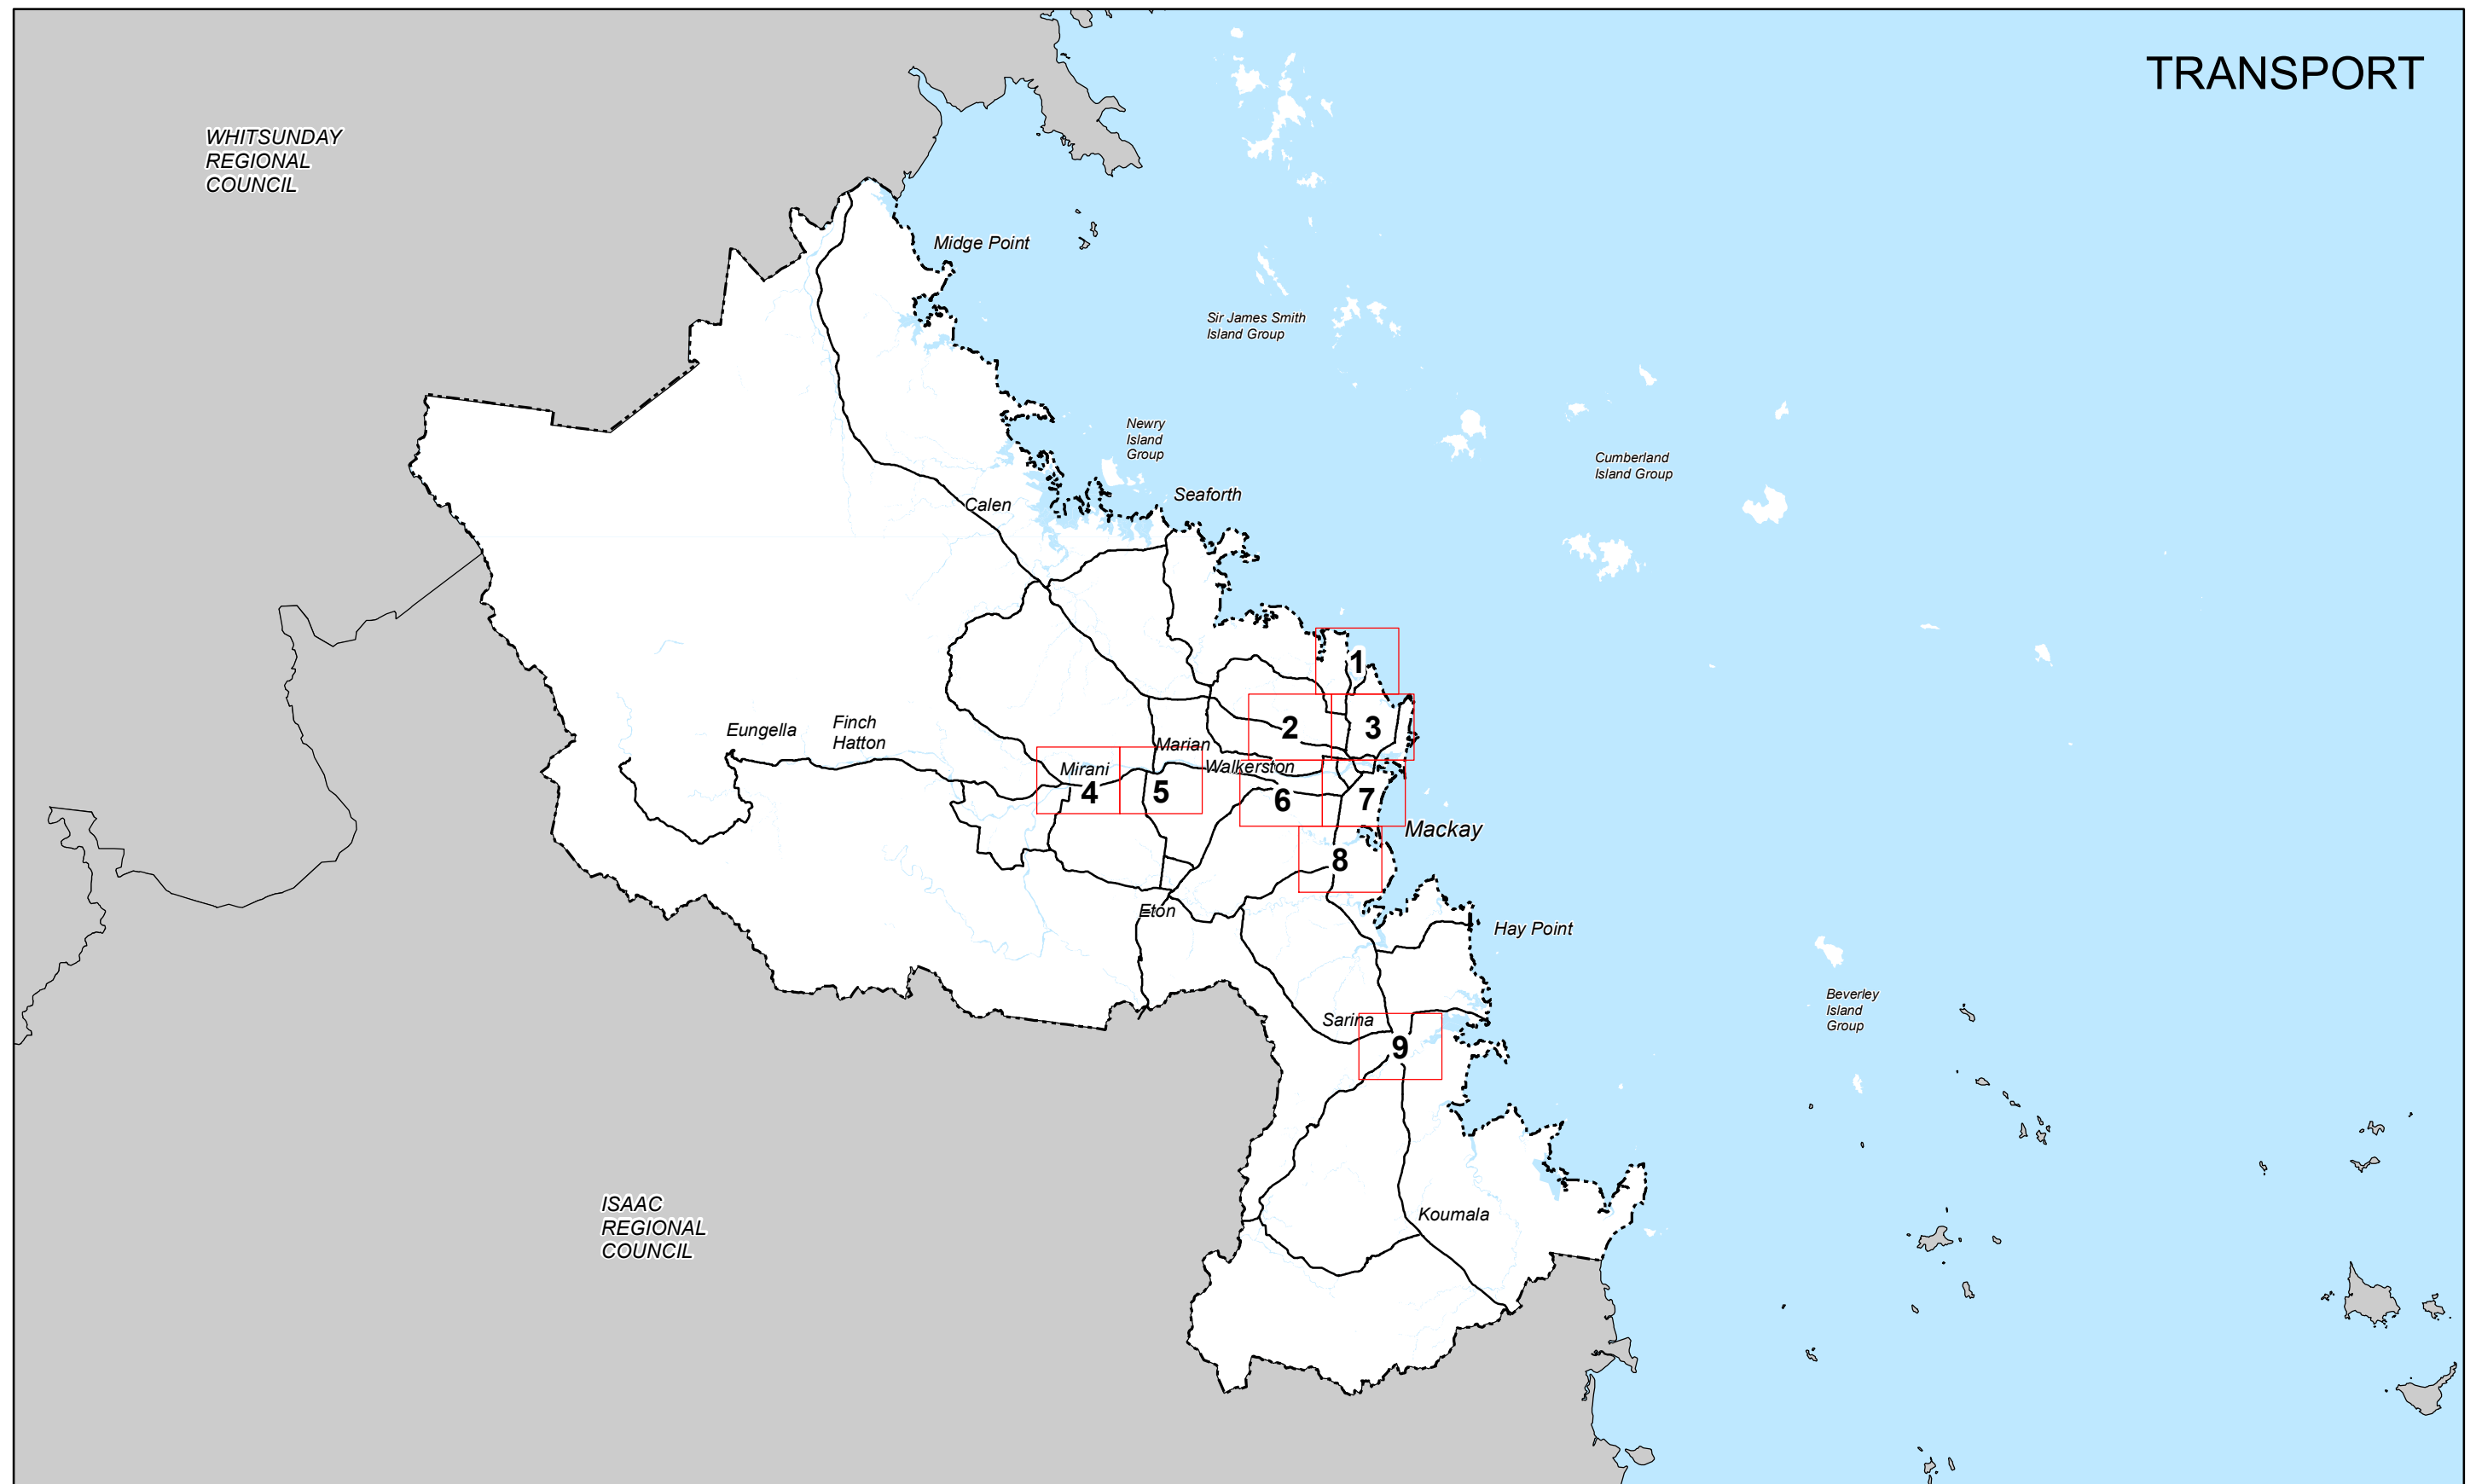 TRANSPORT
WHITSUNDAY
REGIONAL
COUNCIL
Midge Point
Sir James Smith
Island Group
Newry
Island
Group
Cumberland
Island Group
Seaforth
Calen
1
2
3
Eungella
Finch
Hatton
Marian
Mirani
Walkerston
4
5
6
7
Mackay
8
Eton
Hay Point
Beverley
Island
Group
Sarina
9
ISAAC
REGIONAL
COUNCIL
Koumala